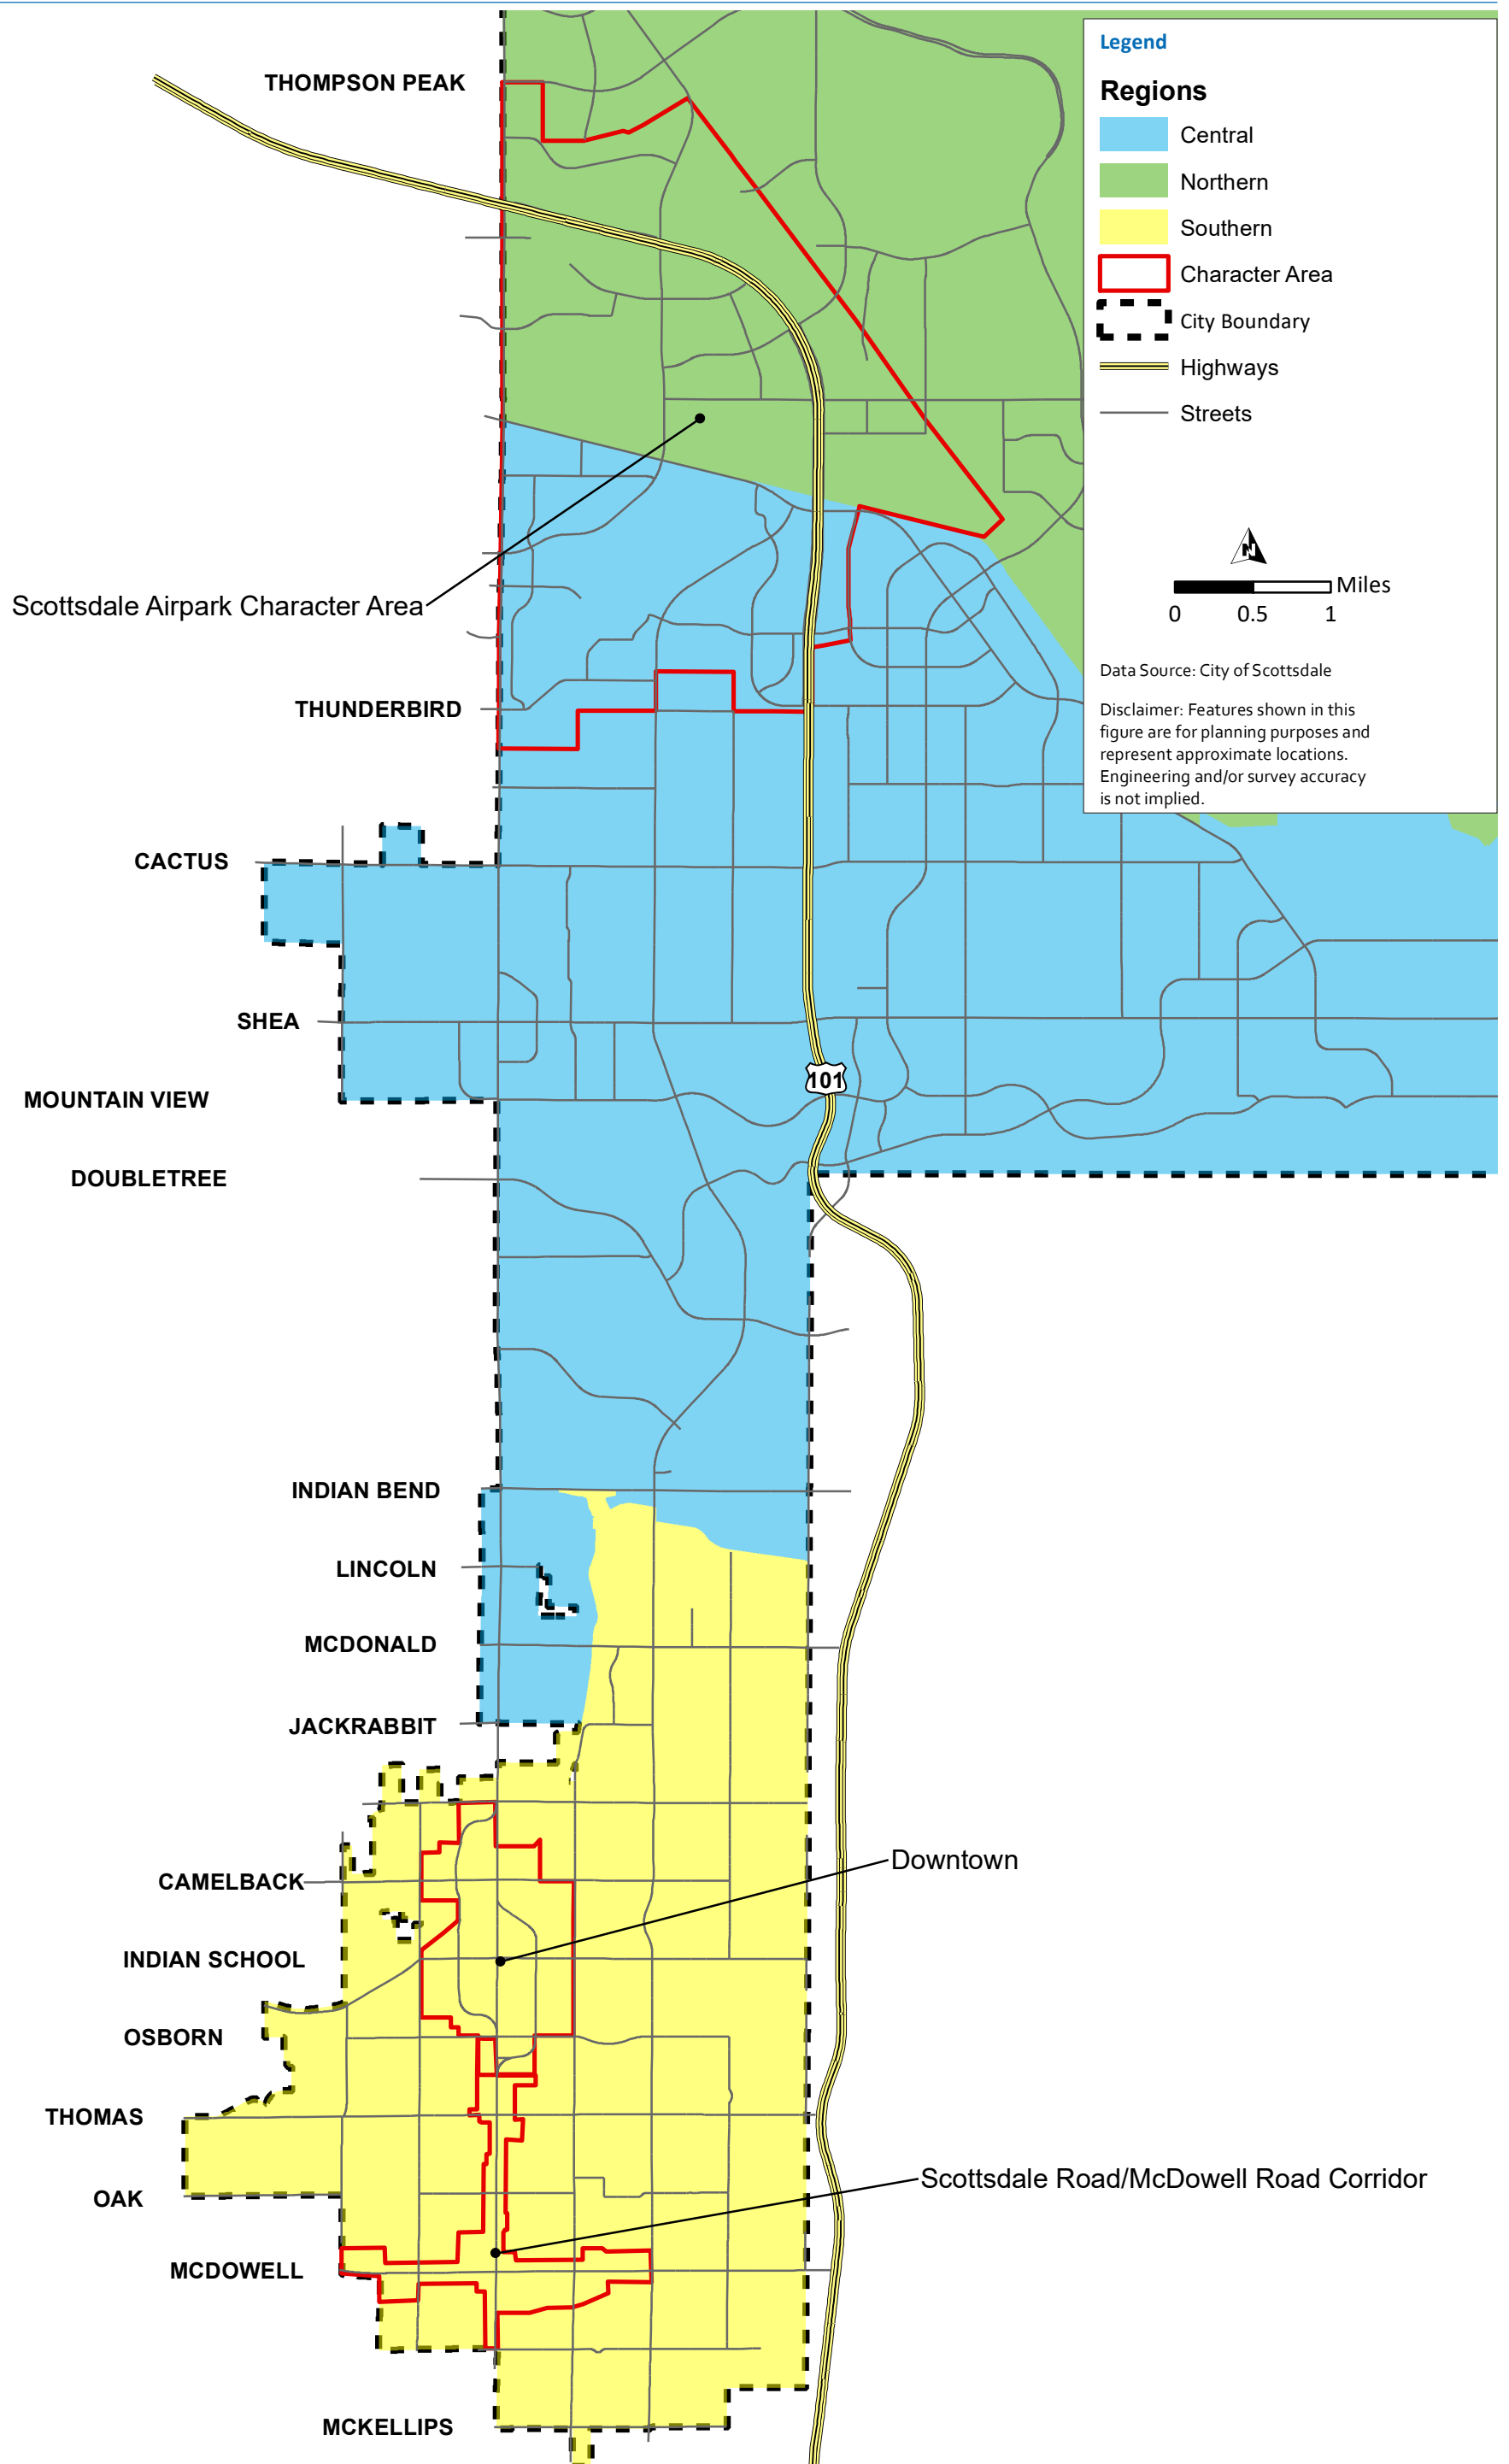 Legend
Regions
Central
Northern
Southern
Character Area
City Boundary
Highways
Streets
N
Miles
0 0.5 1
Data Source: City of Scottsdale
Disclaimer: Features shown in this
figure are for planning purposes and
represent approximate locations.
Engineering and/or survey accuracy
is not implied.
THOMPSON PEAK
Scottsdale Airpark Character Area
THUNDERBIRD
CACTUS
SHEA
101
MOUNTAIN VIEW
DOUBLETREE
INDIAN BEND
LINCOLN
MCDONALD
JACKRABBIT
Downtown
CAMELBACK
INDIAN SCHOOL
OSBORN
THOMAS
Scottsdale Road/McDowell Road Corridor
OAK
MCDOWELL
MCKELLIPS